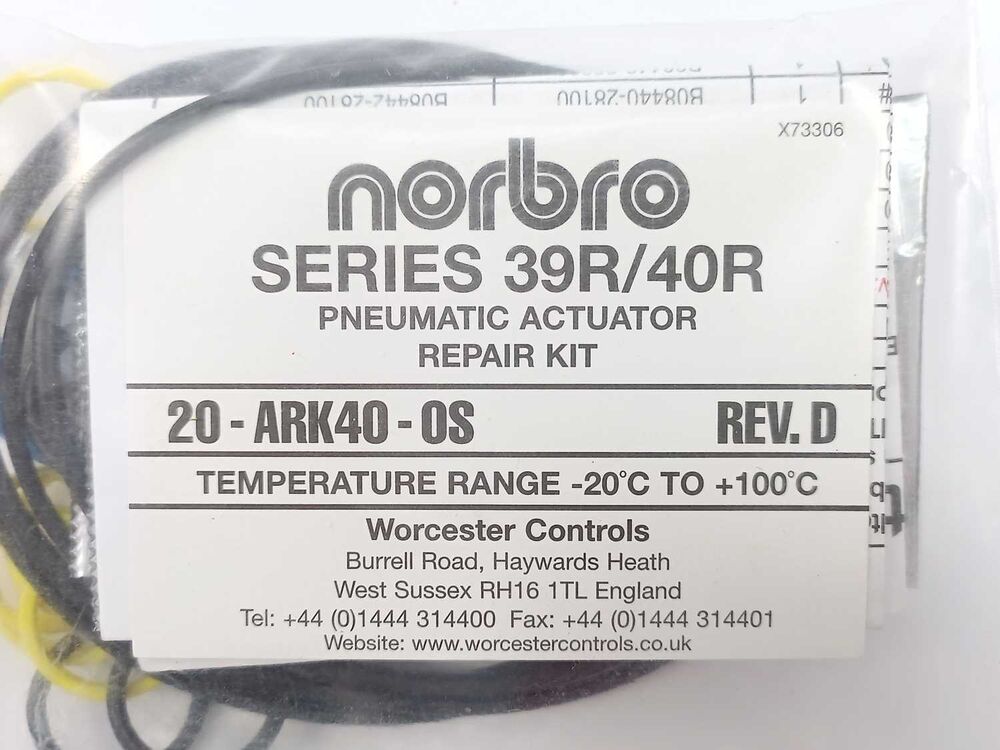 B08442-28100 B08440-28100 1
X73306
norbro
SERIES 39R/40R
PNEUMATIC ACTUATOR
REPAIR KIT
20 - ARK40 - OS REV. D
TEMPERATURE RANGE -20°C TO +100°C
Worcester Controls
Burrell Road, Haywards Heath
West Sussex RH16 1TL England
Tel: +44 (0)1444 314400 Fax: +44 (0)1444 314401
Website: www.worcestercontrols.co.uk